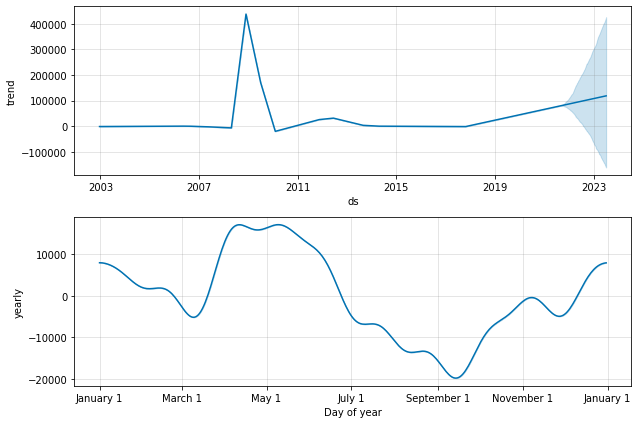 400000
300000
200000
100000
0
−100000
trend
2003 2007 2011 2015 2019 2023
ds
10000
0
−10000
−20000
yearly
January 1 March 1 May 1 July 1 September 1 November 1 January 1
Day of year